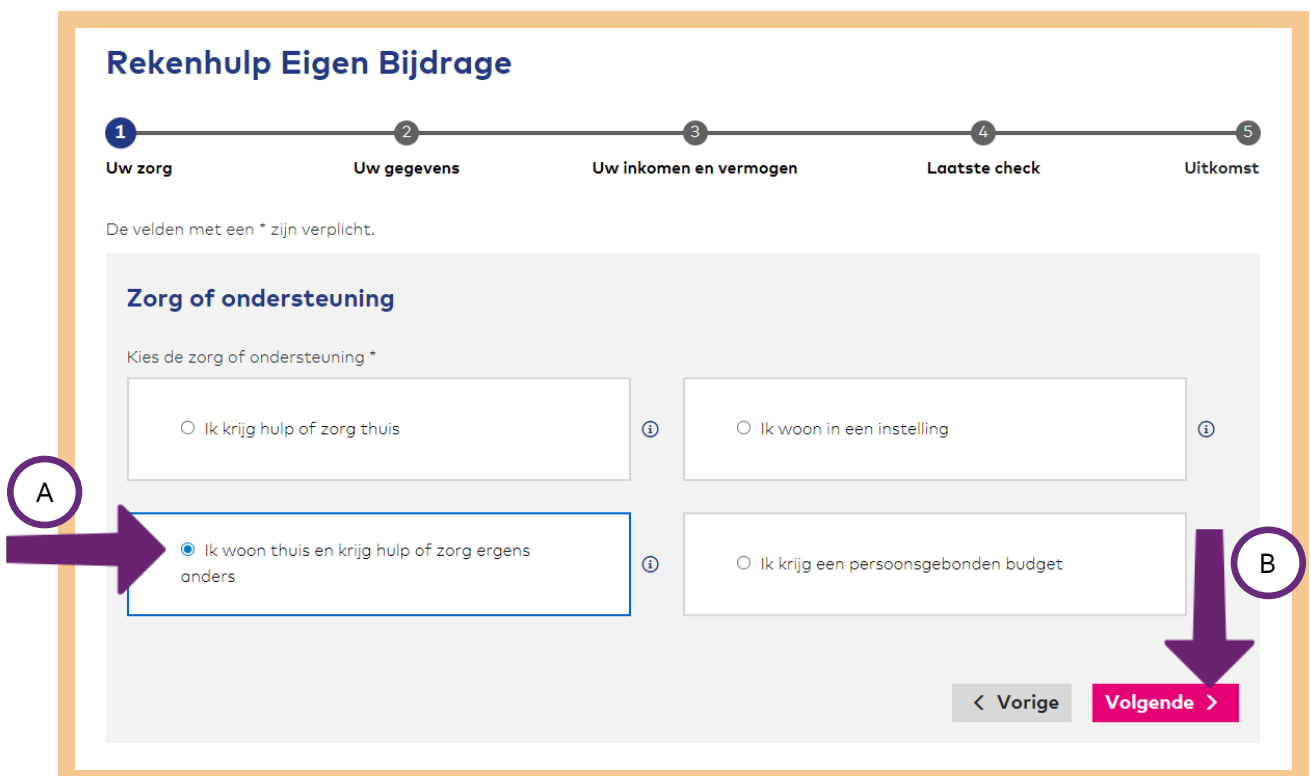 Rekenhulp Eigen Bijdrage
1 2 3 4 5
Uw zorg Uw gegevens Uw inkomen en vermogen Laatste check Uitkomst
De velden met een * zijn verplicht.
Zorg of ondersteuning
Kies de zorg of ondersteuning *
Ik krijg hulp of zorg thuis i Ik woon in een instelling i
A
Ik woon thuis en krijg hulp of zorg ergens
anders i Ik krijg een persoonsgebonden budget
B
< Vorige Volgende >